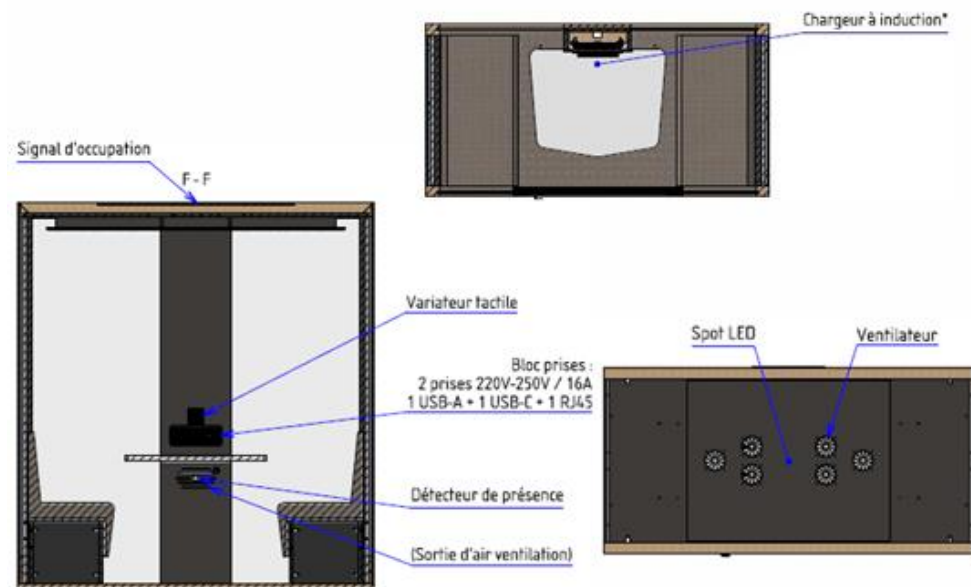 Chargeur à induction*
Signal d'occupation
F - F
Variateur tactile
Bloc prises :
2 prises 220V-250V / 16A
1 USB-A + 1 USB-C + 1 RJ45
Spot LED
Ventilateur
Détecteur de présence
(Sortie d'air ventilation)